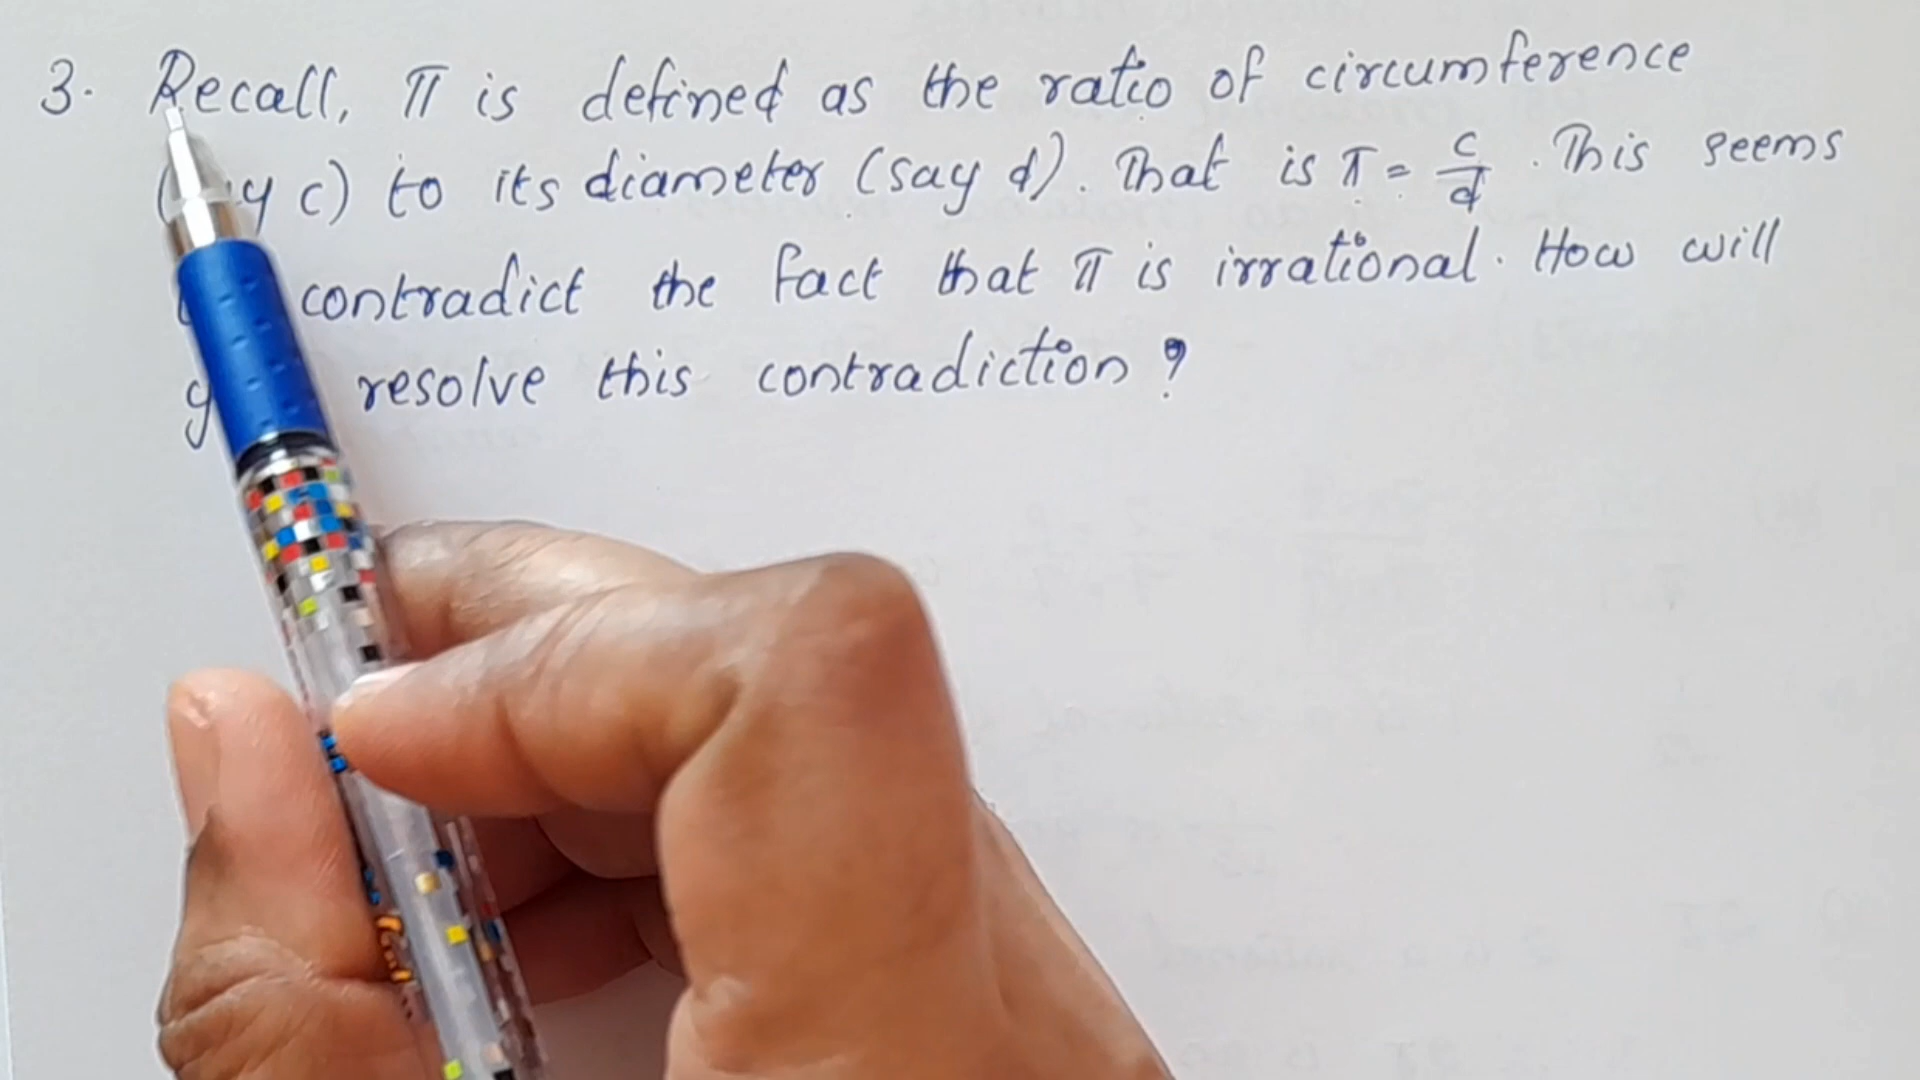 3. Recall, π is defined as the ratio of circumference
y c) to its diameter (say d). That is π = c/d. This seems
contradict the fact that π is irrational. How will
resolve this contradiction ?